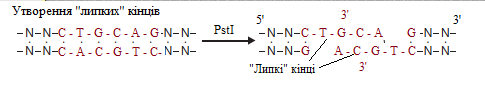 Утворення "липких" кінців
5' 3' 3'
–N–N–C-T-G-C-A-G-N–N– PstI –N–N–C-T-G-C-A G-N–N–
–N–N–C-A-C-G-T-C-N–N– –N–N–G A-C-G-T-C-N–N–
"Липкі" кінці
3'